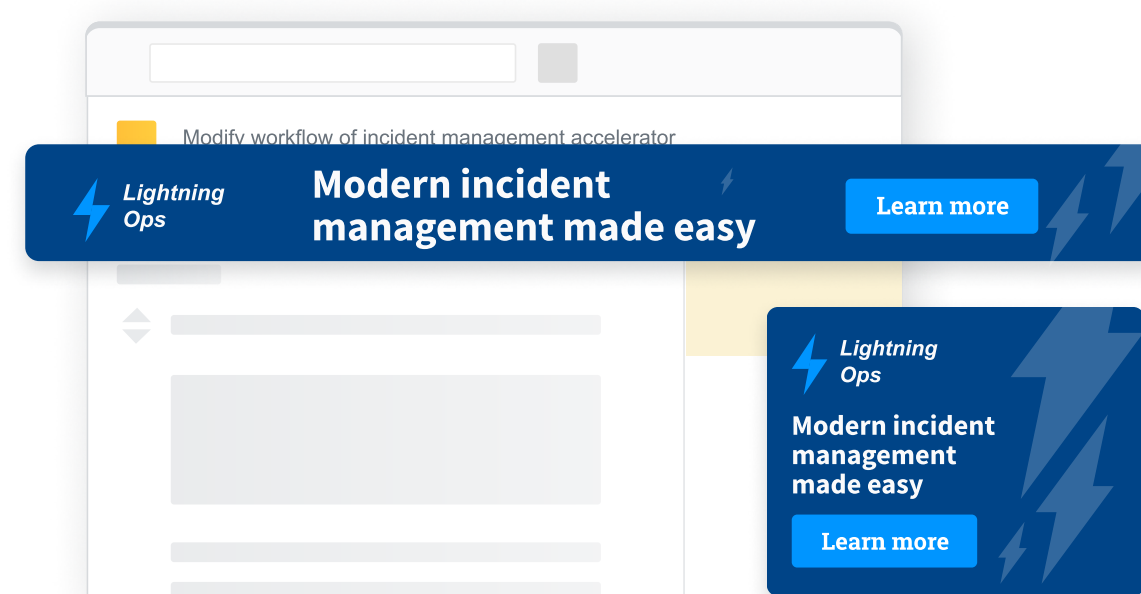 Modify workflow of incident management accelerator
Lightning
Ops
Modern incident
management made easy
Learn more
Lightning
Ops
Modern incident
management
made easy
Learn more